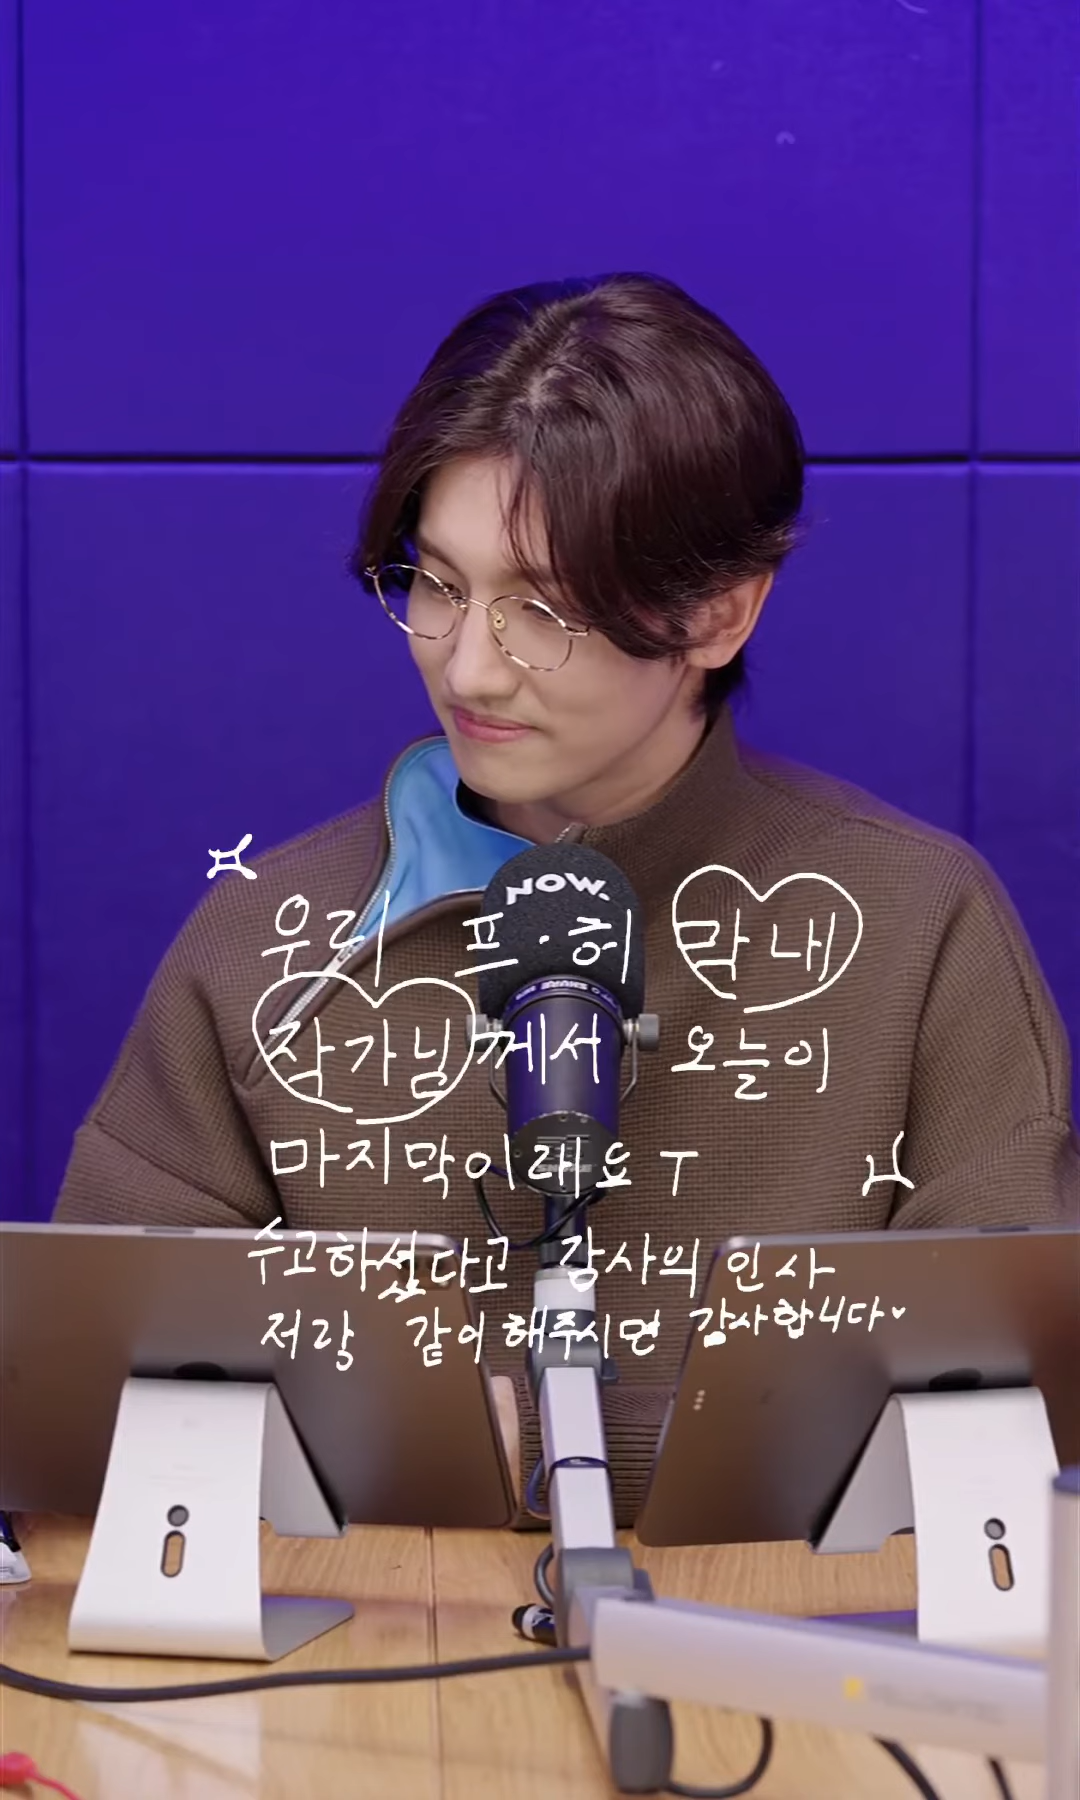 NOW.
SHURE
우리 프·허 막내
작가님께서 오늘이
마지막이래요 ㅜ
수고하셨다고 감사의 인사
저랑 같이 해주시면 감사합니다